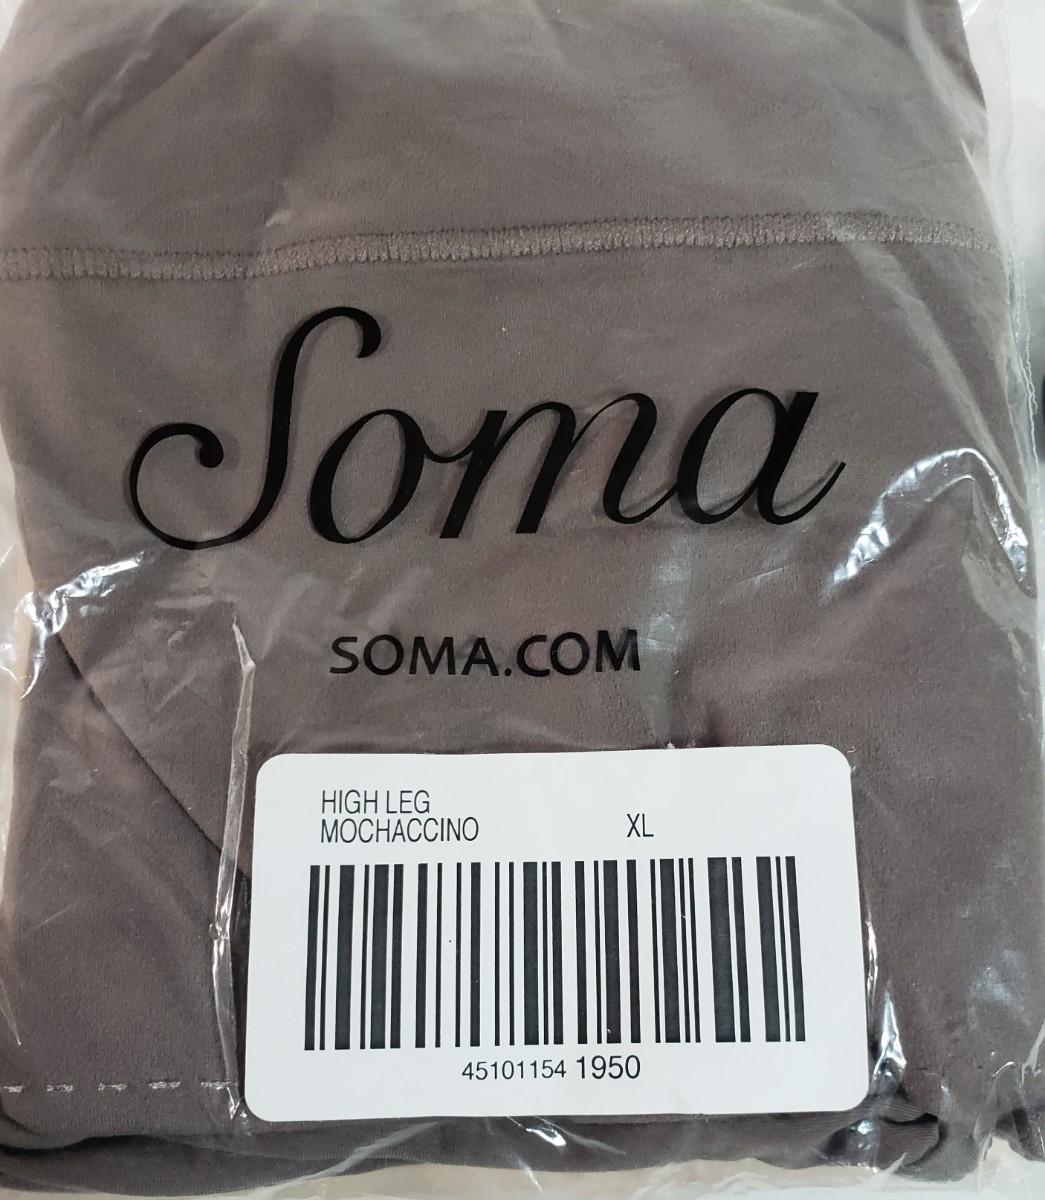 Soma
SOMA.COM
HIGH LEG
MOCHACCINO XL
45101154 1950